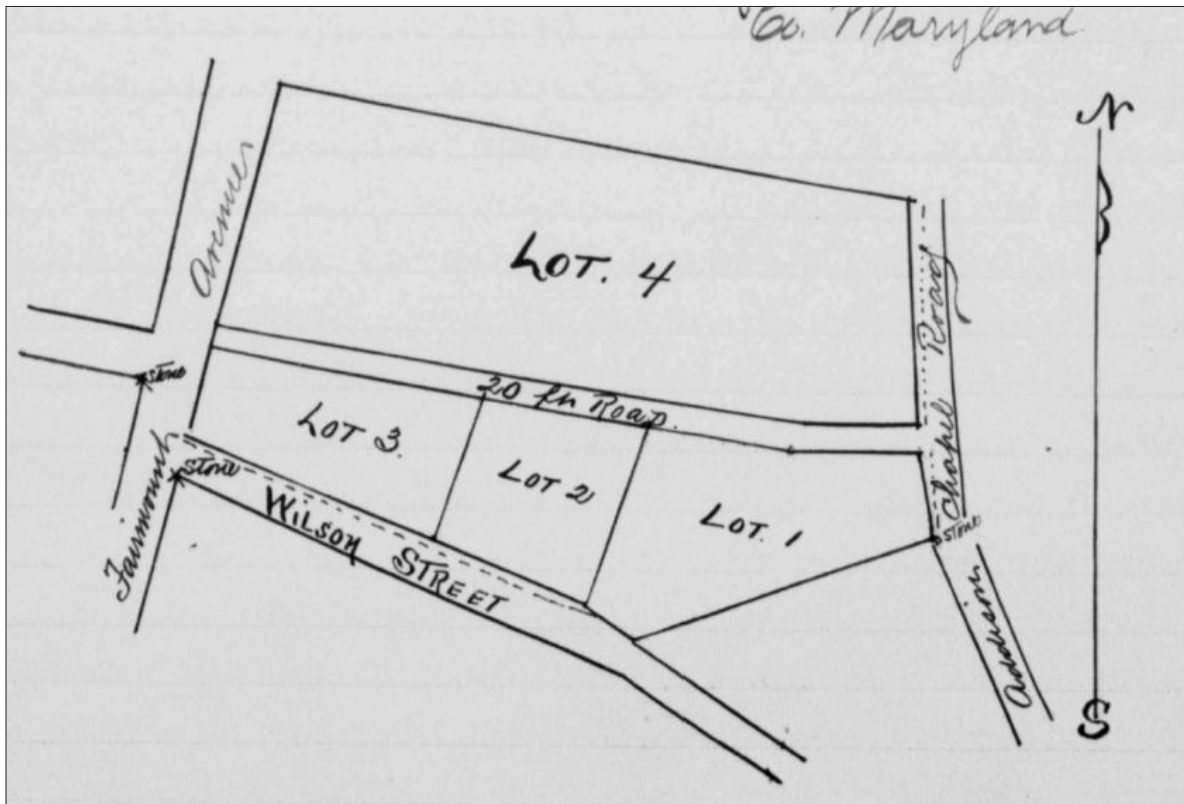 Co. Maryland
N
Avenue
LOT. 4
Road
Chapel
Stone
20 ft Road.
LOT 3.
LOT 2
LOT. 1
Stone
Stone
Fairmount
WILSON
STREET
Addison
S